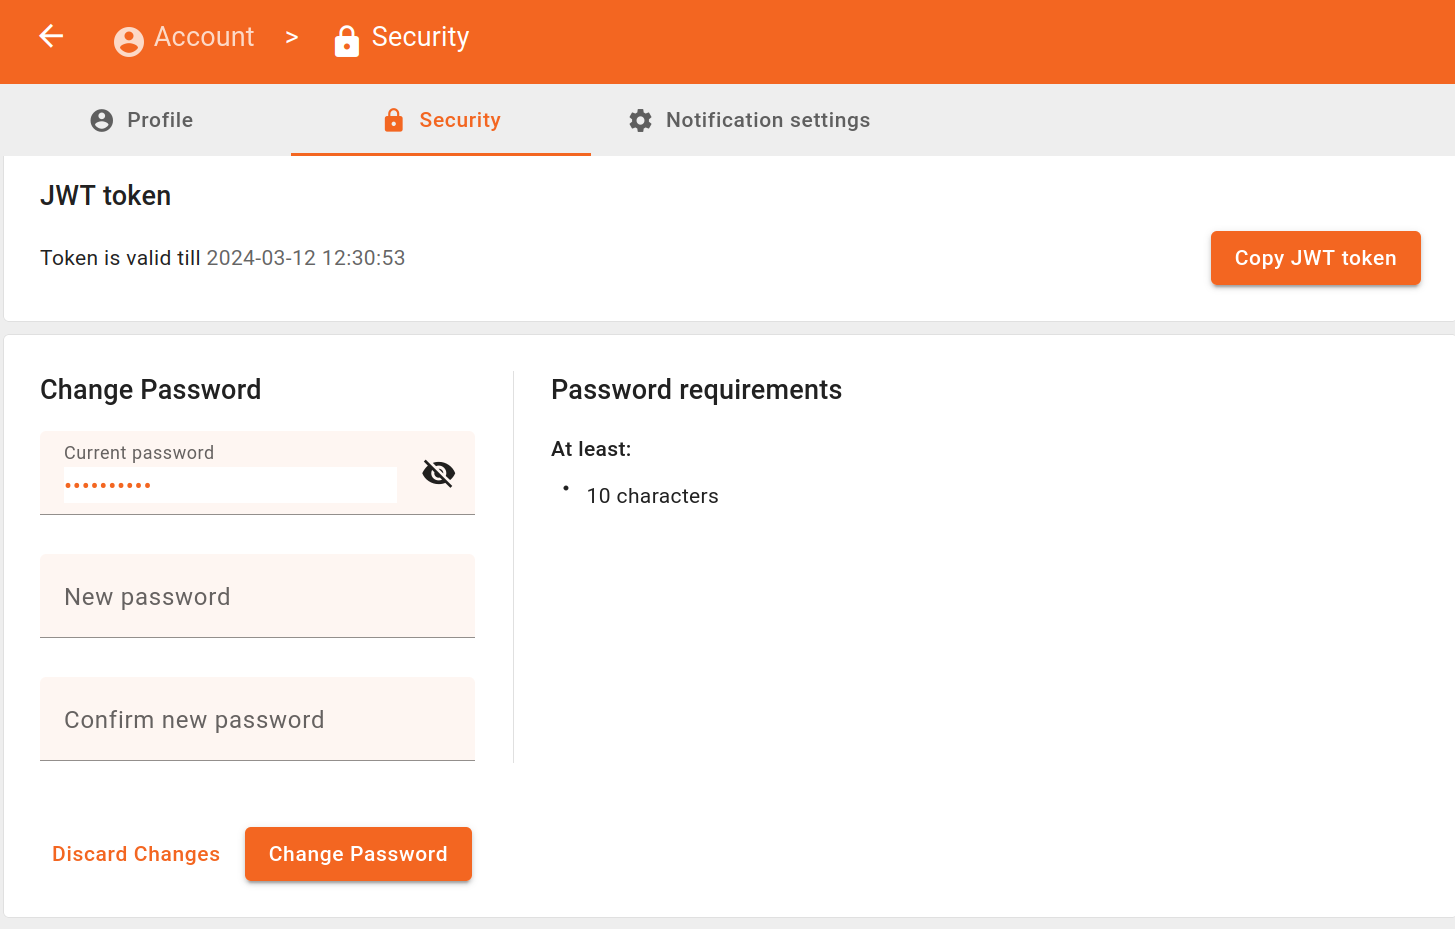 Account > Security
Profile Security Notification settings
JWT token
Token is valid till 2024-03-12 12:30:53
Copy JWT token
Change Password
Current password
••••••••••
New password
Confirm new password
Discard Changes Change Password
Password requirements
At least:
• 10 characters